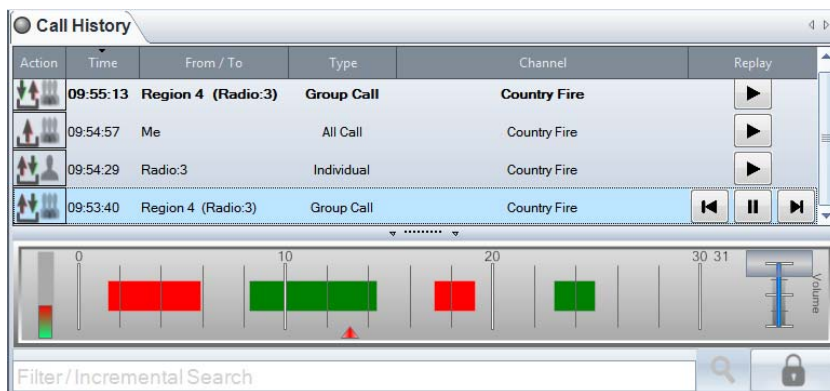 Call History
Action Time From / To Type Channel Replay
09:55:13 Region 4 (Radio:3) Group Call Country Fire
09:54:57 Me All Call Country Fire
09:54:29 Radio:3 Individual Country Fire
09:53:40 Region 4 (Radio:3) Group Call Country Fire
0 10 20 30 31
Volume
Filter/Incremental Search